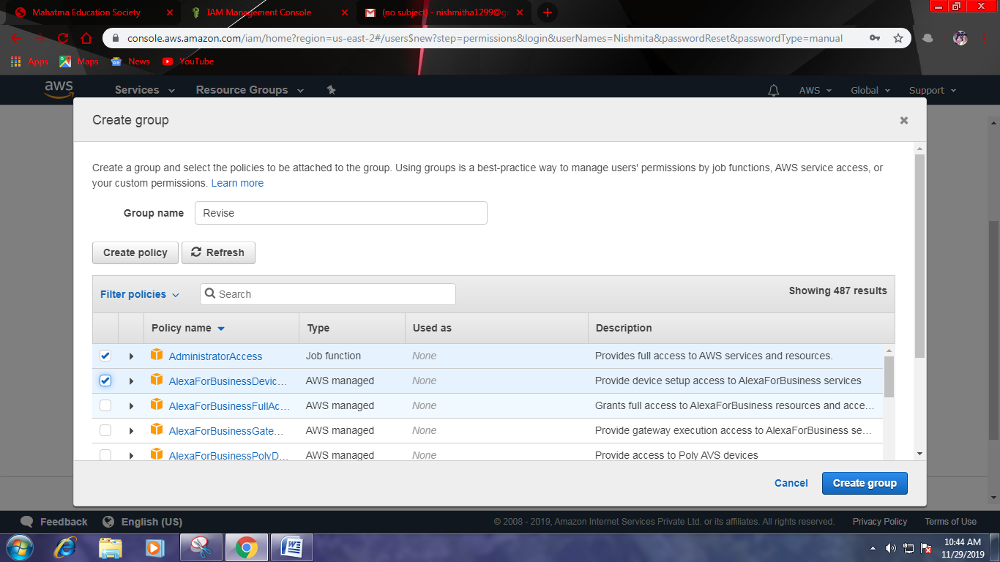 Mahatma Education Society
IAM Management Console
(no subject) - nishmitha1299@g
console.aws.amazon.com/iam/home?region=us-east-2#/users$new?step=permissions&login&userNames=Nishmita&passwordReset&passwordType=manual
Apps Maps News YouTube
aws Services Resource Groups AWS Global Support
Create group
Create a group and select the policies to be attached to the group. Using groups is a best-practice way to manage users' permissions by job functions, AWS service access, or
your custom permissions. Learn more
Group name Revise
Create policy Refresh
Filter policies Search Showing 487 results
Policy name Type Used as Description
AdministratorAccess Job function None Provides full access to AWS services and resources.
AlexaForBusinessDevic... AWS managed None Provide device setup access to AlexaForBusiness services
AlexaForBusinessFullAc... AWS managed None Grants full access to AlexaForBusiness resources and acce...
AlexaForBusinessGate... AWS managed None Provide gateway execution access to AlexaForBusiness se...
AlexaForBusinessPolyD... AWS managed None Provide access to Poly AVS devices
Cancel Create group
Feedback English (US) © 2008 - 2019, Amazon Internet Services Private Ltd. or its affiliates. All rights reserved. Privacy Policy Terms of Use
10:44 AM
11/29/2019